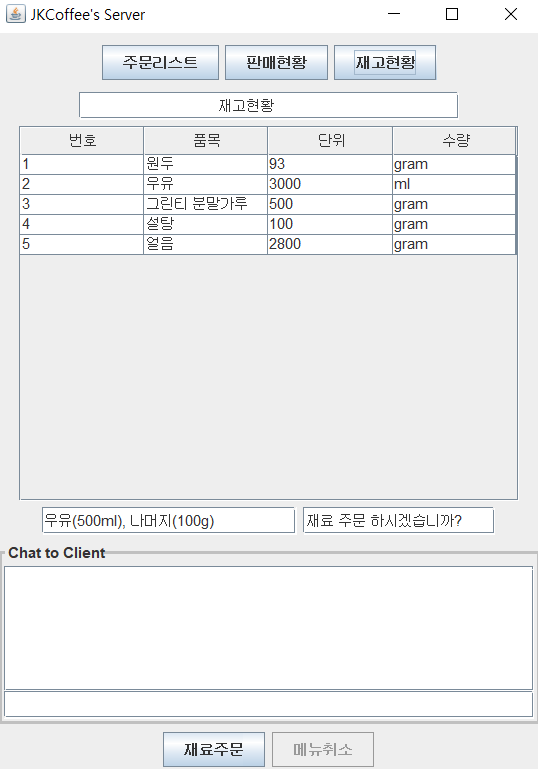 JKCoffee's Server
주문리스트 판매현황 재고현황
재고현황
번호 품목 단위 수량
1 원두 93 gram
2 우유 3000 ml
3 그린티 분말가루 500 gram
4 설탕 100 gram
5 얼음 2800 gram
우유(500ml), 나머지(100g) 재료 주문 하시겠습니까?
Chat to Client
재료주문 메뉴취소